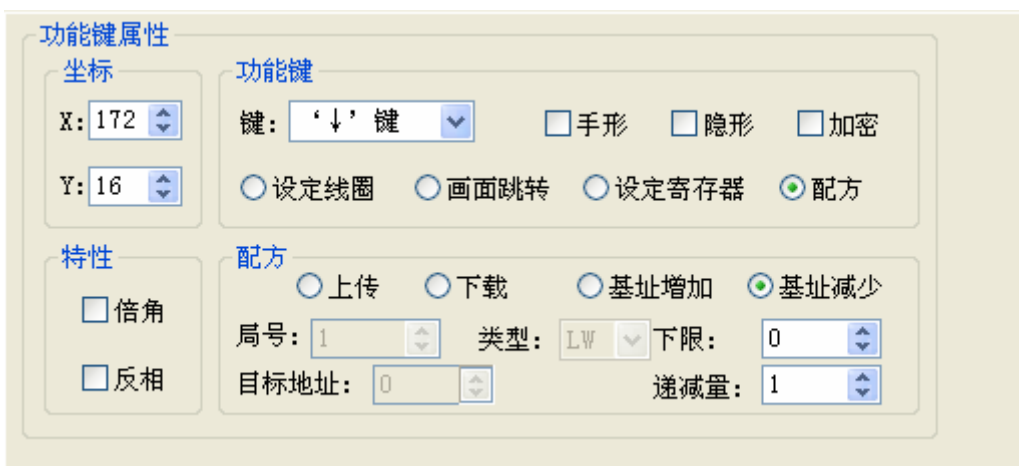 功能键属性
坐标
X: 172
Y: 16
功能键
键: ‘↓’键 手形 隐形 加密
设定线圈 画面跳转 设定寄存器 配方
特性
倍角
反相
配方
上传 下载 基址增加 基址减少
局号: 1 类型: LW 下限: 0
目标地址: 0 递减量: 1